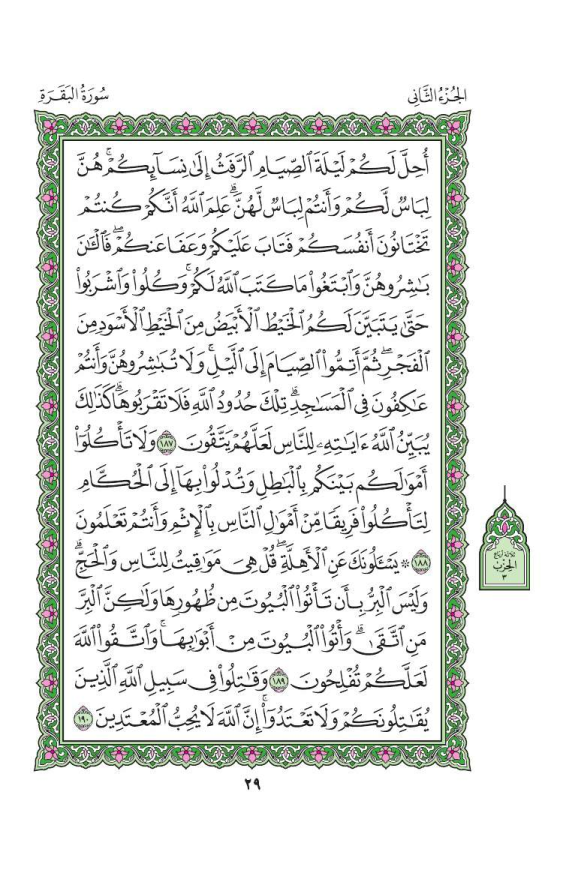 الجُزْءُ الثَّانِي
سُورَةُ البَقَرَةِ
أُحِلَّ لَكُمْ لَيْلَةَ ٱلصِّيَامِ ٱلرَّفَثُ إِلَىٰ نِسَآئِكُمْ ۚ هُنَّ
لِبَاسٌ لَّكُمْ وَأَنتُمْ لِبَاسٌ لَّهُنَّ ۗ عَلِمَ ٱللَّهُ أَنَّكُمْ كُنتُمْ
تَخْتَانُونَ أَنفُسَكُمْ فَتَابَ عَلَيْكُمْ وَعَفَا عَنكُمْ ۖ فَٱلْـَٰٔنَ
بَـٰشِرُوهُنَّ وَٱبْتَغُوا۟ مَا كَتَبَ ٱللَّهُ لَكُمْ ۚ وَكُلُوا۟ وَٱشْرَبُوا۟
حَتَّىٰ يَتَبَيَّنَ لَكُمُ ٱلْخَيْطُ ٱلْأَبْيَضُ مِنَ ٱلْخَيْطِ ٱلْأَسْوَدِ مِنَ
ٱلْفَجْرِ ۖ ثُمَّ أَتِمُّوا۟ ٱلصِّيَامَ إِلَى ٱلَّيْلِ ۚ وَلَا تُبَـٰشِرُوهُنَّ وَأَنتُمْ
عَـٰكِفُونَ فِى ٱلْمَسَـٰجِدِ ۗ تِلْكَ حُدُودُ ٱللَّهِ فَلَا تَقْرَبُوهَا ۗ كَذَٰلِكَ
يُبَيِّنُ ٱللَّهُ ءَايَـٰتِهِۦ لِلنَّاسِ لَعَلَّهُمْ يَتَّقُونَ ١٨٧ وَلَا تَأْكُلُوٓا۟
أَمْوَٰلَكُم بَيْنَكُم بِٱلْبَـٰطِلِ وَتُدْلُوا۟ بِهَآ إِلَى ٱلْحُكَّامِ
لِتَأْكُلُوا۟ فَرِيقًا مِّنْ أَمْوَٰلِ ٱلنَّاسِ بِٱلْإِثْمِ وَأَنتُمْ تَعْلَمُونَ
١٨٨ ۞ يَسْـَٔلُونَكَ عَنِ ٱلْأَهِلَّةِ ۖ قُلْ هِىَ مَوَٰقِيتُ لِلنَّاسِ وَٱلْحَجِّ ۗ
وَلَيْسَ ٱلْبِرُّ بِأَن تَأْتُوا۟ ٱلْبُيُوتَ مِن ظُهُورِهَا وَلَـٰكِنَّ ٱلْبِرَّ
مَنِ ٱتَّقَىٰ ۗ وَأْتُوا۟ ٱلْبُيُوتَ مِنْ أَبْوَٰبِهَا ۚ وَٱتَّقُوا۟ ٱللَّهَ
لَعَلَّكُمْ تُفْلِحُونَ ١٨٩ وَقَـٰتِلُوا۟ فِى سَبِيلِ ٱللَّهِ ٱلَّذِينَ
يُقَـٰتِلُونَكُمْ وَلَا تَعْتَدُوٓا۟ ۚ إِنَّ ٱللَّهَ لَا يُحِبُّ ٱلْمُعْتَدِينَ ١٩٠
ثلاثة أرباع
الحزب
٣
٢٩